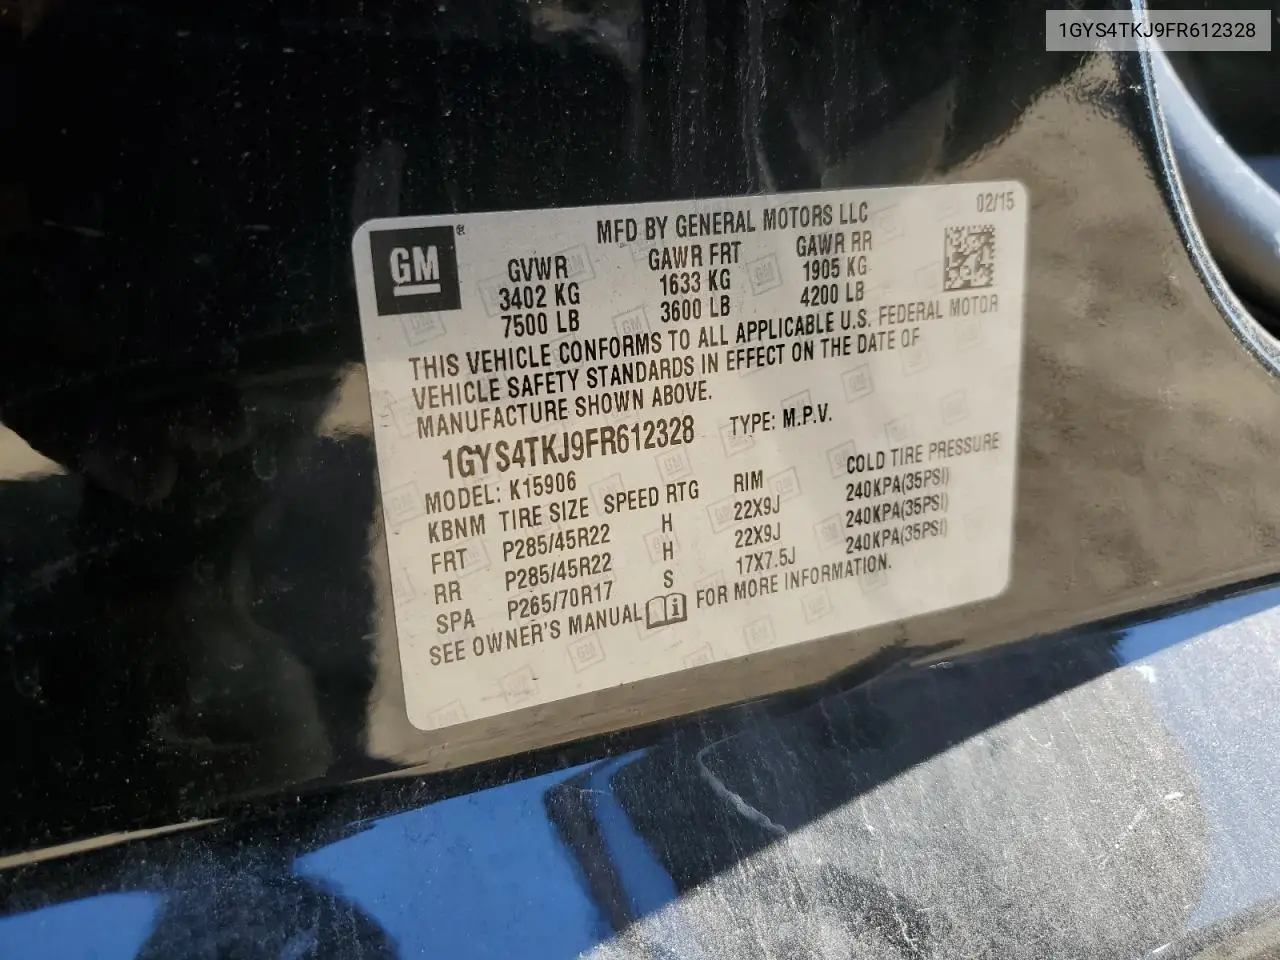 1GYS4TKJ9FR612328
GM®
MFD BY GENERAL MOTORS LLC 02/15
GVWR GAWR FRT GAWR RR
3402 KG 1633 KG 1905 KG
7500 LB 3600 LB 4200 LB
THIS VEHICLE CONFORMS TO ALL APPLICABLE U.S. FEDERAL MOTOR
VEHICLE SAFETY STANDARDS IN EFFECT ON THE DATE OF
MANUFACTURE SHOWN ABOVE.
1GYS4TKJ9FR612328 TYPE: M.P.V.
MODEL: K15906
KBNM TIRE SIZE SPEED RTG RIM COLD TIRE PRESSURE
FRT P285/45R22 H 22X9J 240KPA(35PSI)
RR P285/45R22 H 22X9J 240KPA(35PSI)
SPA P265/70R17 S 17X7.5J 240KPA(35PSI)
SEE OWNER'S MANUAL FOR MORE INFORMATION.